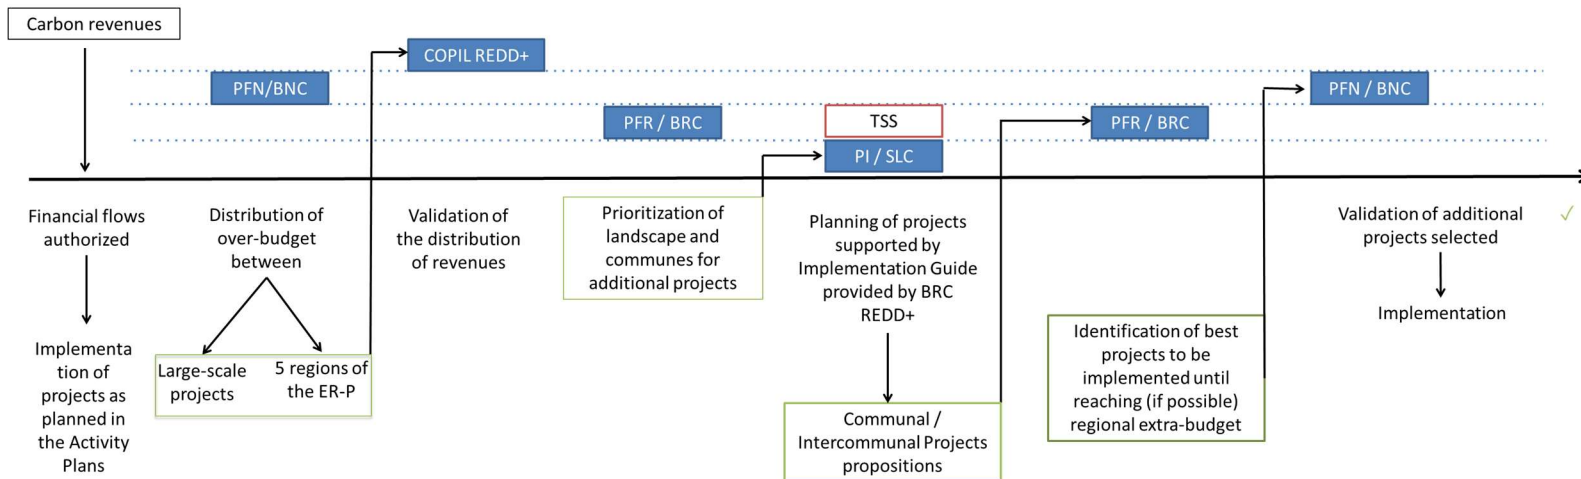 Carbon revenues
COPIL REDD+
PFN/BNC
PFN / BNC
PFR / BRC
TSS
PFR / BRC
PI / SLC
Financial flows
authorized
Implementa
tion of
projects as
planned in
the Activity
Plans
Distribution of
over-budget
between
Large-scale
projects
5 regions of
the ER-P
Validation of
the distribution
of revenues
Prioritization of
landscape and
communes for
additional projects
Planning of projects
supported by
Implementation Guide
provided by BRC
REDD+
Communal /
Intercommunal Projects
propositions
Identification of best
projects to be
implemented until
reaching (if possible)
regional extra-budget
Validation of additional
projects selected
✓
Implementation